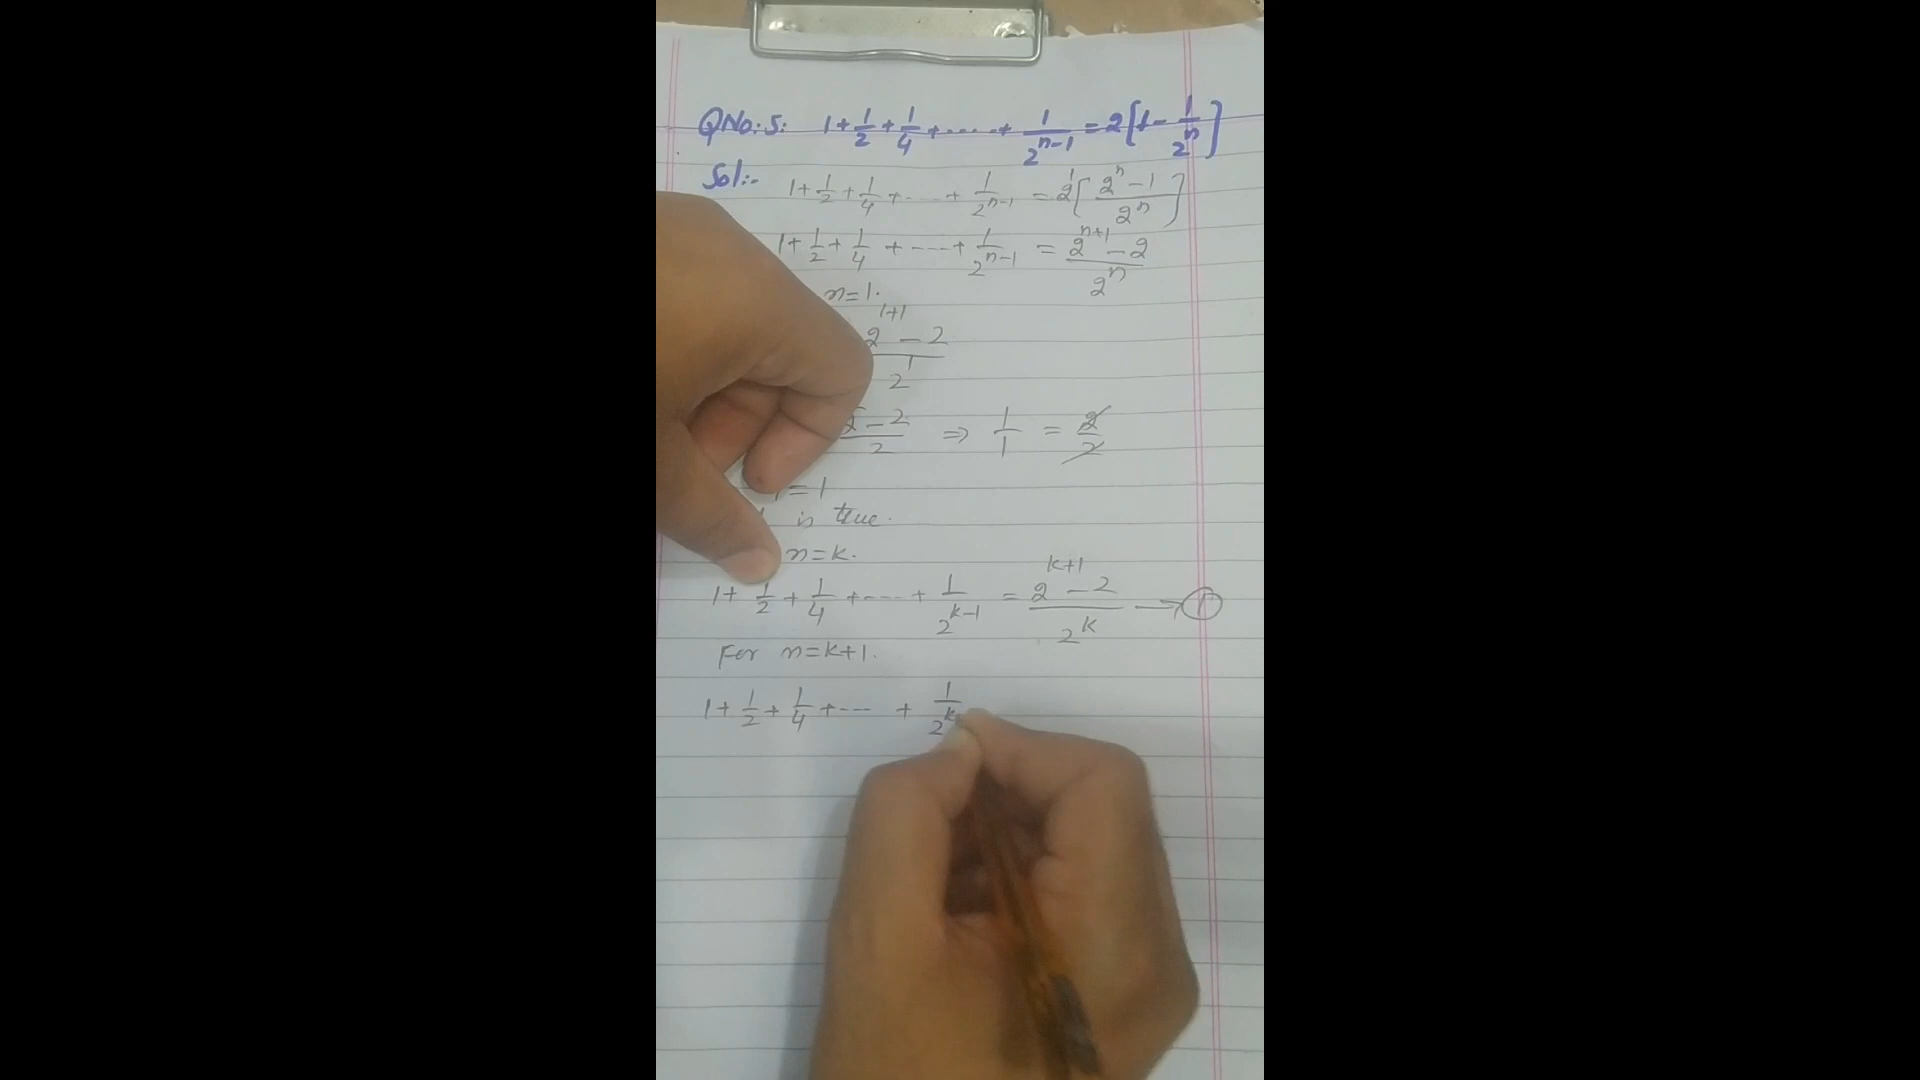 QNo.5: 1+1/2+1/4+.....+1/2^(n-1)=2[1-1/2^n]
Sol:-
1+1/2+1/4+....+1/2^(n-1)=2^1[(2^n-1)/2^n]
1+1/2+1/4+----+1/2^(n-1)=(2^(n+1)-2)/2^n
n=1.
(2^(1+1)-2)/2^1
-2/2 ⇒ 1/1=2/2
=1
is true.
n=k.
1+1/2+1/4+----+1/2^(k-1)=(2^(k+1)-2)/2^k → ①
For n=k+1.
1+1/2+1/4+---- +1/2^k